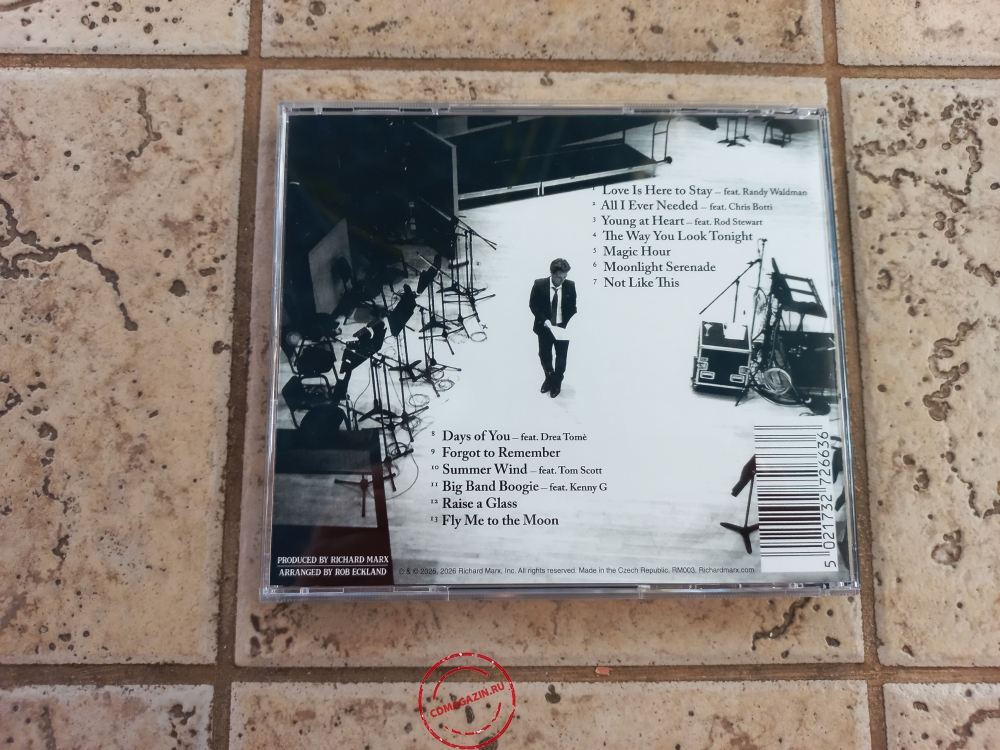 1 Love Is Here to Stay – feat. Randy Waldman
2 All I Ever Needed – feat. Chris Botti
3 Young at Heart – feat. Rod Stewart
4 The Way You Look Tonight
5 Magic Hour
6 Moonlight Serenade
7 Not Like This
8 Days of You – feat. Drea Tomè
9 Forgot to Remember
10 Summer Wind – feat. Tom Scott
11 Big Band Boogie – feat. Kenny G
12 Raise a Glass
13 Fly Me to the Moon
PRODUCED BY RICHARD MARX
ARRANGED BY ROB ECKLAND
© & © 2025, 2026 Richard Marx, Inc. All rights reserved. Made in the Czech Republic. RM003. Richardmarx.com
5 021732 726636
CDMAGAZIN.RU